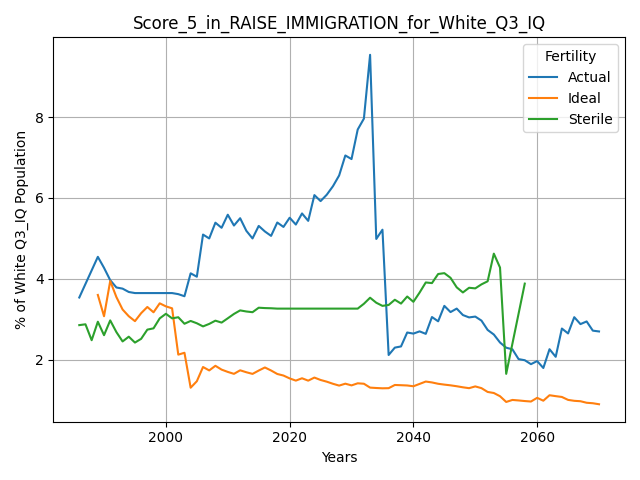 Score_5_in_RAISE_IMMIGRATION_for_White_Q3_IQ
Fertility
Actual
Ideal
Sterile
% of White Q3_IQ Population
8
6
4
2
2000
2020
2040
2060
Years